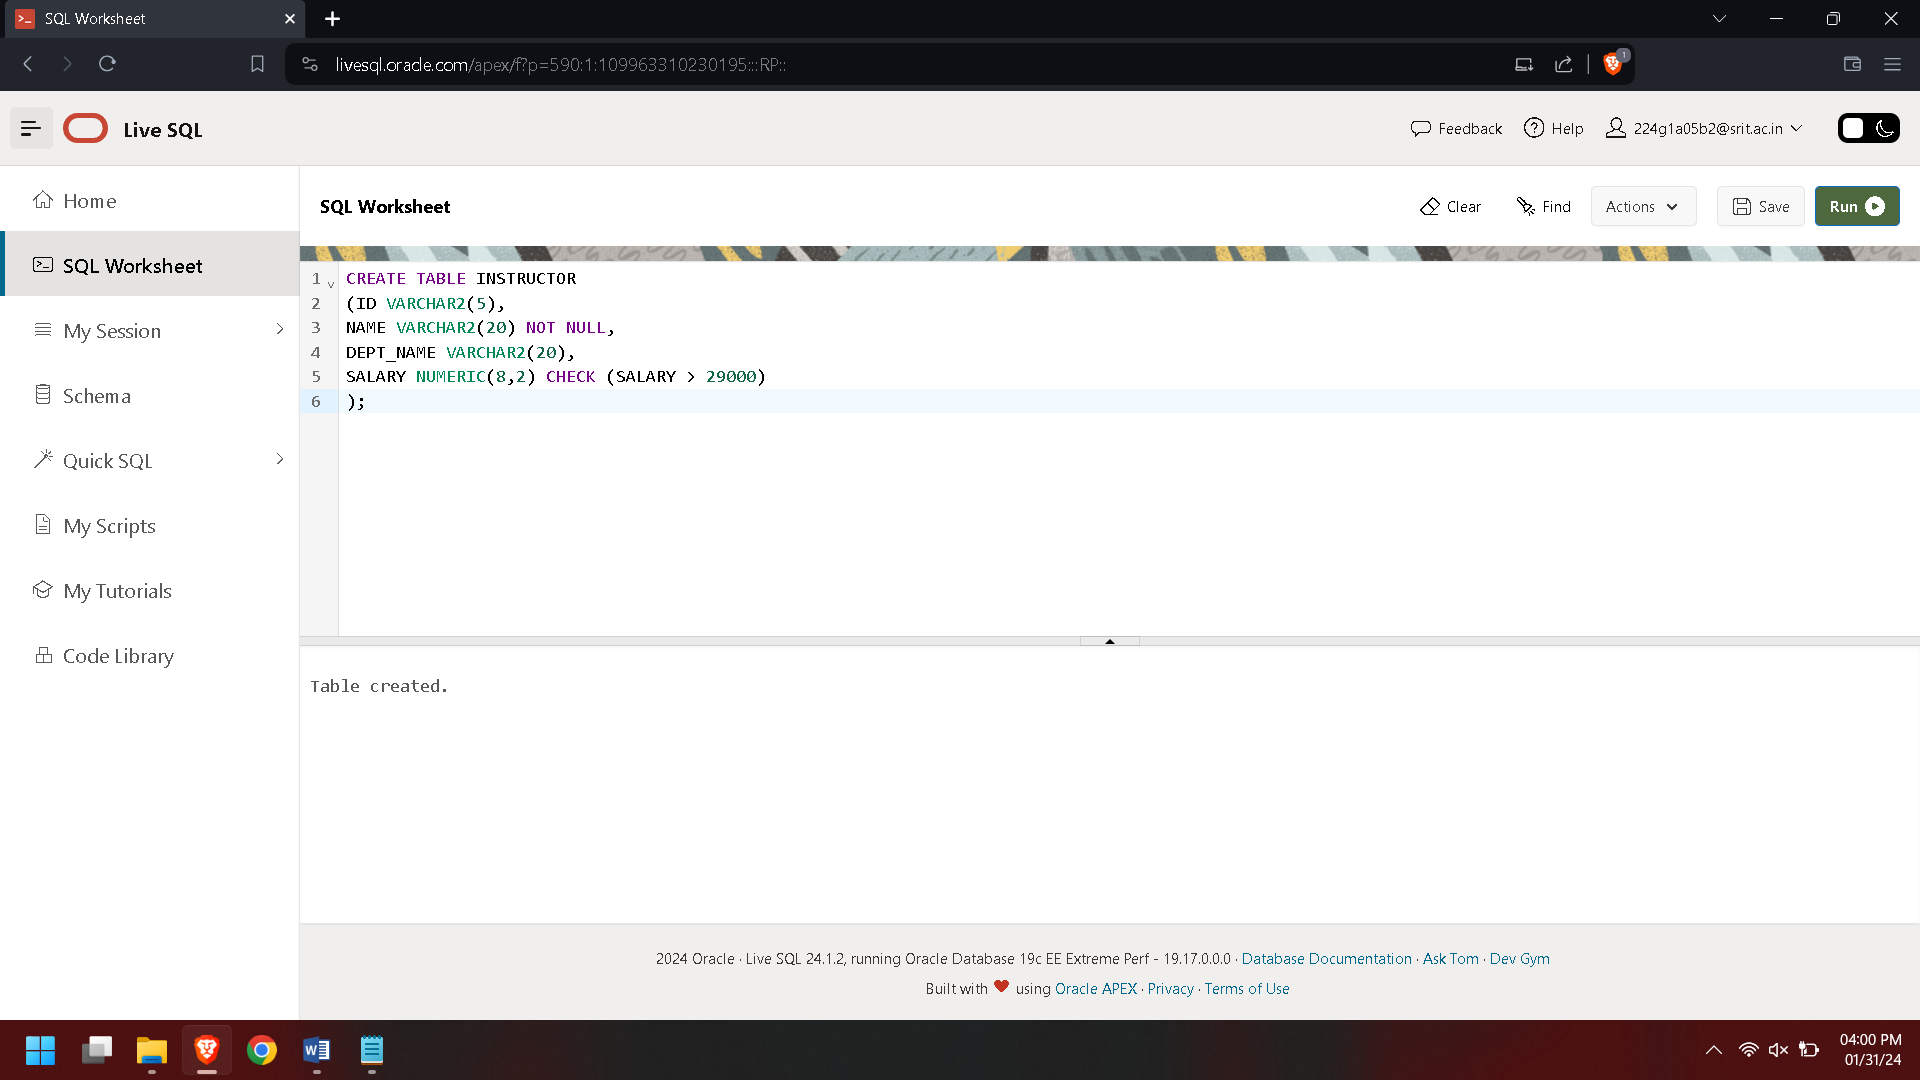 SQL Worksheet
livesql.oracle.com/apex/f?p=590:1:109963310230195:::RP::
1
Live SQL
Feedback
Help
224g1a05b2@srit.ac.in
Home
SQL Worksheet
My Session
Schema
Quick SQL
My Scripts
My Tutorials
Code Library
SQL Worksheet
Clear
Find
Actions
Save
Run
1 CREATE TABLE INSTRUCTOR
2 (ID VARCHAR2(5),
3 NAME VARCHAR2(20) NOT NULL,
4 DEPT_NAME VARCHAR2(20),
5 SALARY NUMERIC(8,2) CHECK (SALARY > 29000)
6 );
Table created.
2024 Oracle · Live SQL 24.1.2, running Oracle Database 19c EE Extreme Perf - 19.17.0.0.0 · Database Documentation · Ask Tom · Dev Gym
Built with ❤ using Oracle APEX · Privacy · Terms of Use
04:00 PM
01/31/24